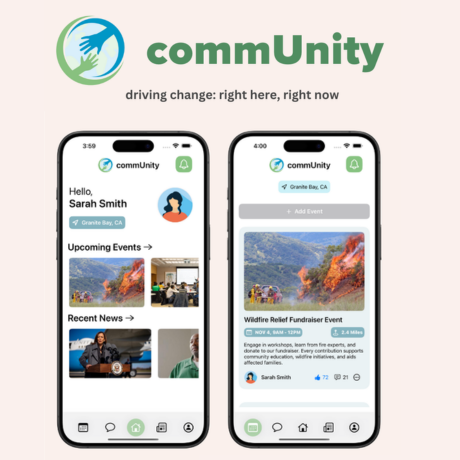 commUnity
driving change: right here, right now
3:59
commUnity
Hello,
Sarah Smith
Granite Bay, CA
Upcoming Events →
Recent News →
4:00
commUnity
Granite Bay, CA
+ Add Event
Wildfire Relief Fundraiser Event
NOV 4, 9AM - 12PM
2.4 Miles
Engage in workshops, learn from fire experts, and
donate to our fundraiser. Every contribution supports
community education, wildfire initiatives, and aids
affected families.
Sarah Smith
72
21